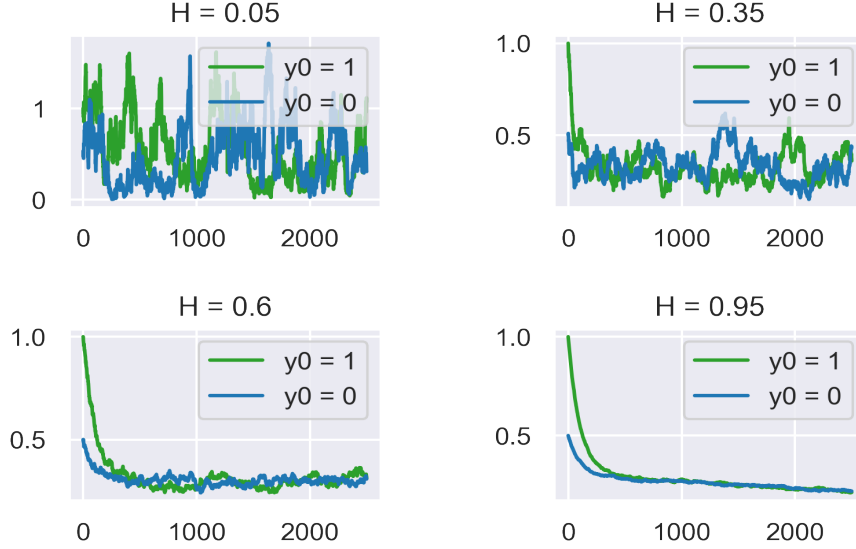 H = 0.05
1
0
0 1000 2000
y0 = 1
y0 = 0
H = 0.35
1.0
0.5
0 1000 2000
y0 = 1
y0 = 0
H = 0.6
1.0
0.5
0 1000 2000
y0 = 1
y0 = 0
H = 0.95
1.0
0.5
0 1000 2000
y0 = 1
y0 = 0